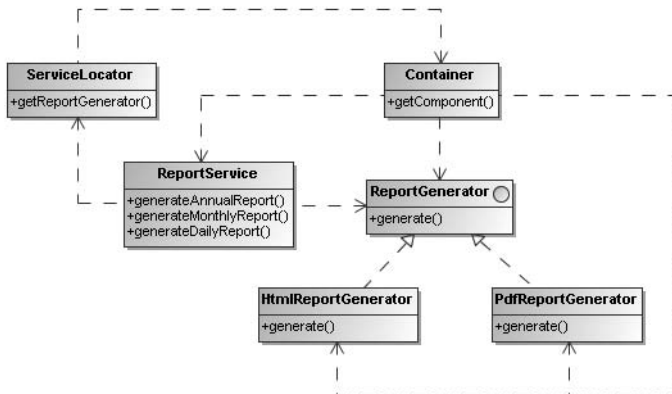 ServiceLocator
+getReportGenerator()
Container
+getComponent()
ReportService
+generateAnnualReport()
+generateMonthlyReport()
+generateDailyReport()
ReportGenerator
+generate()
HtmlReportGenerator
+generate()
PdfReportGenerator
+generate()